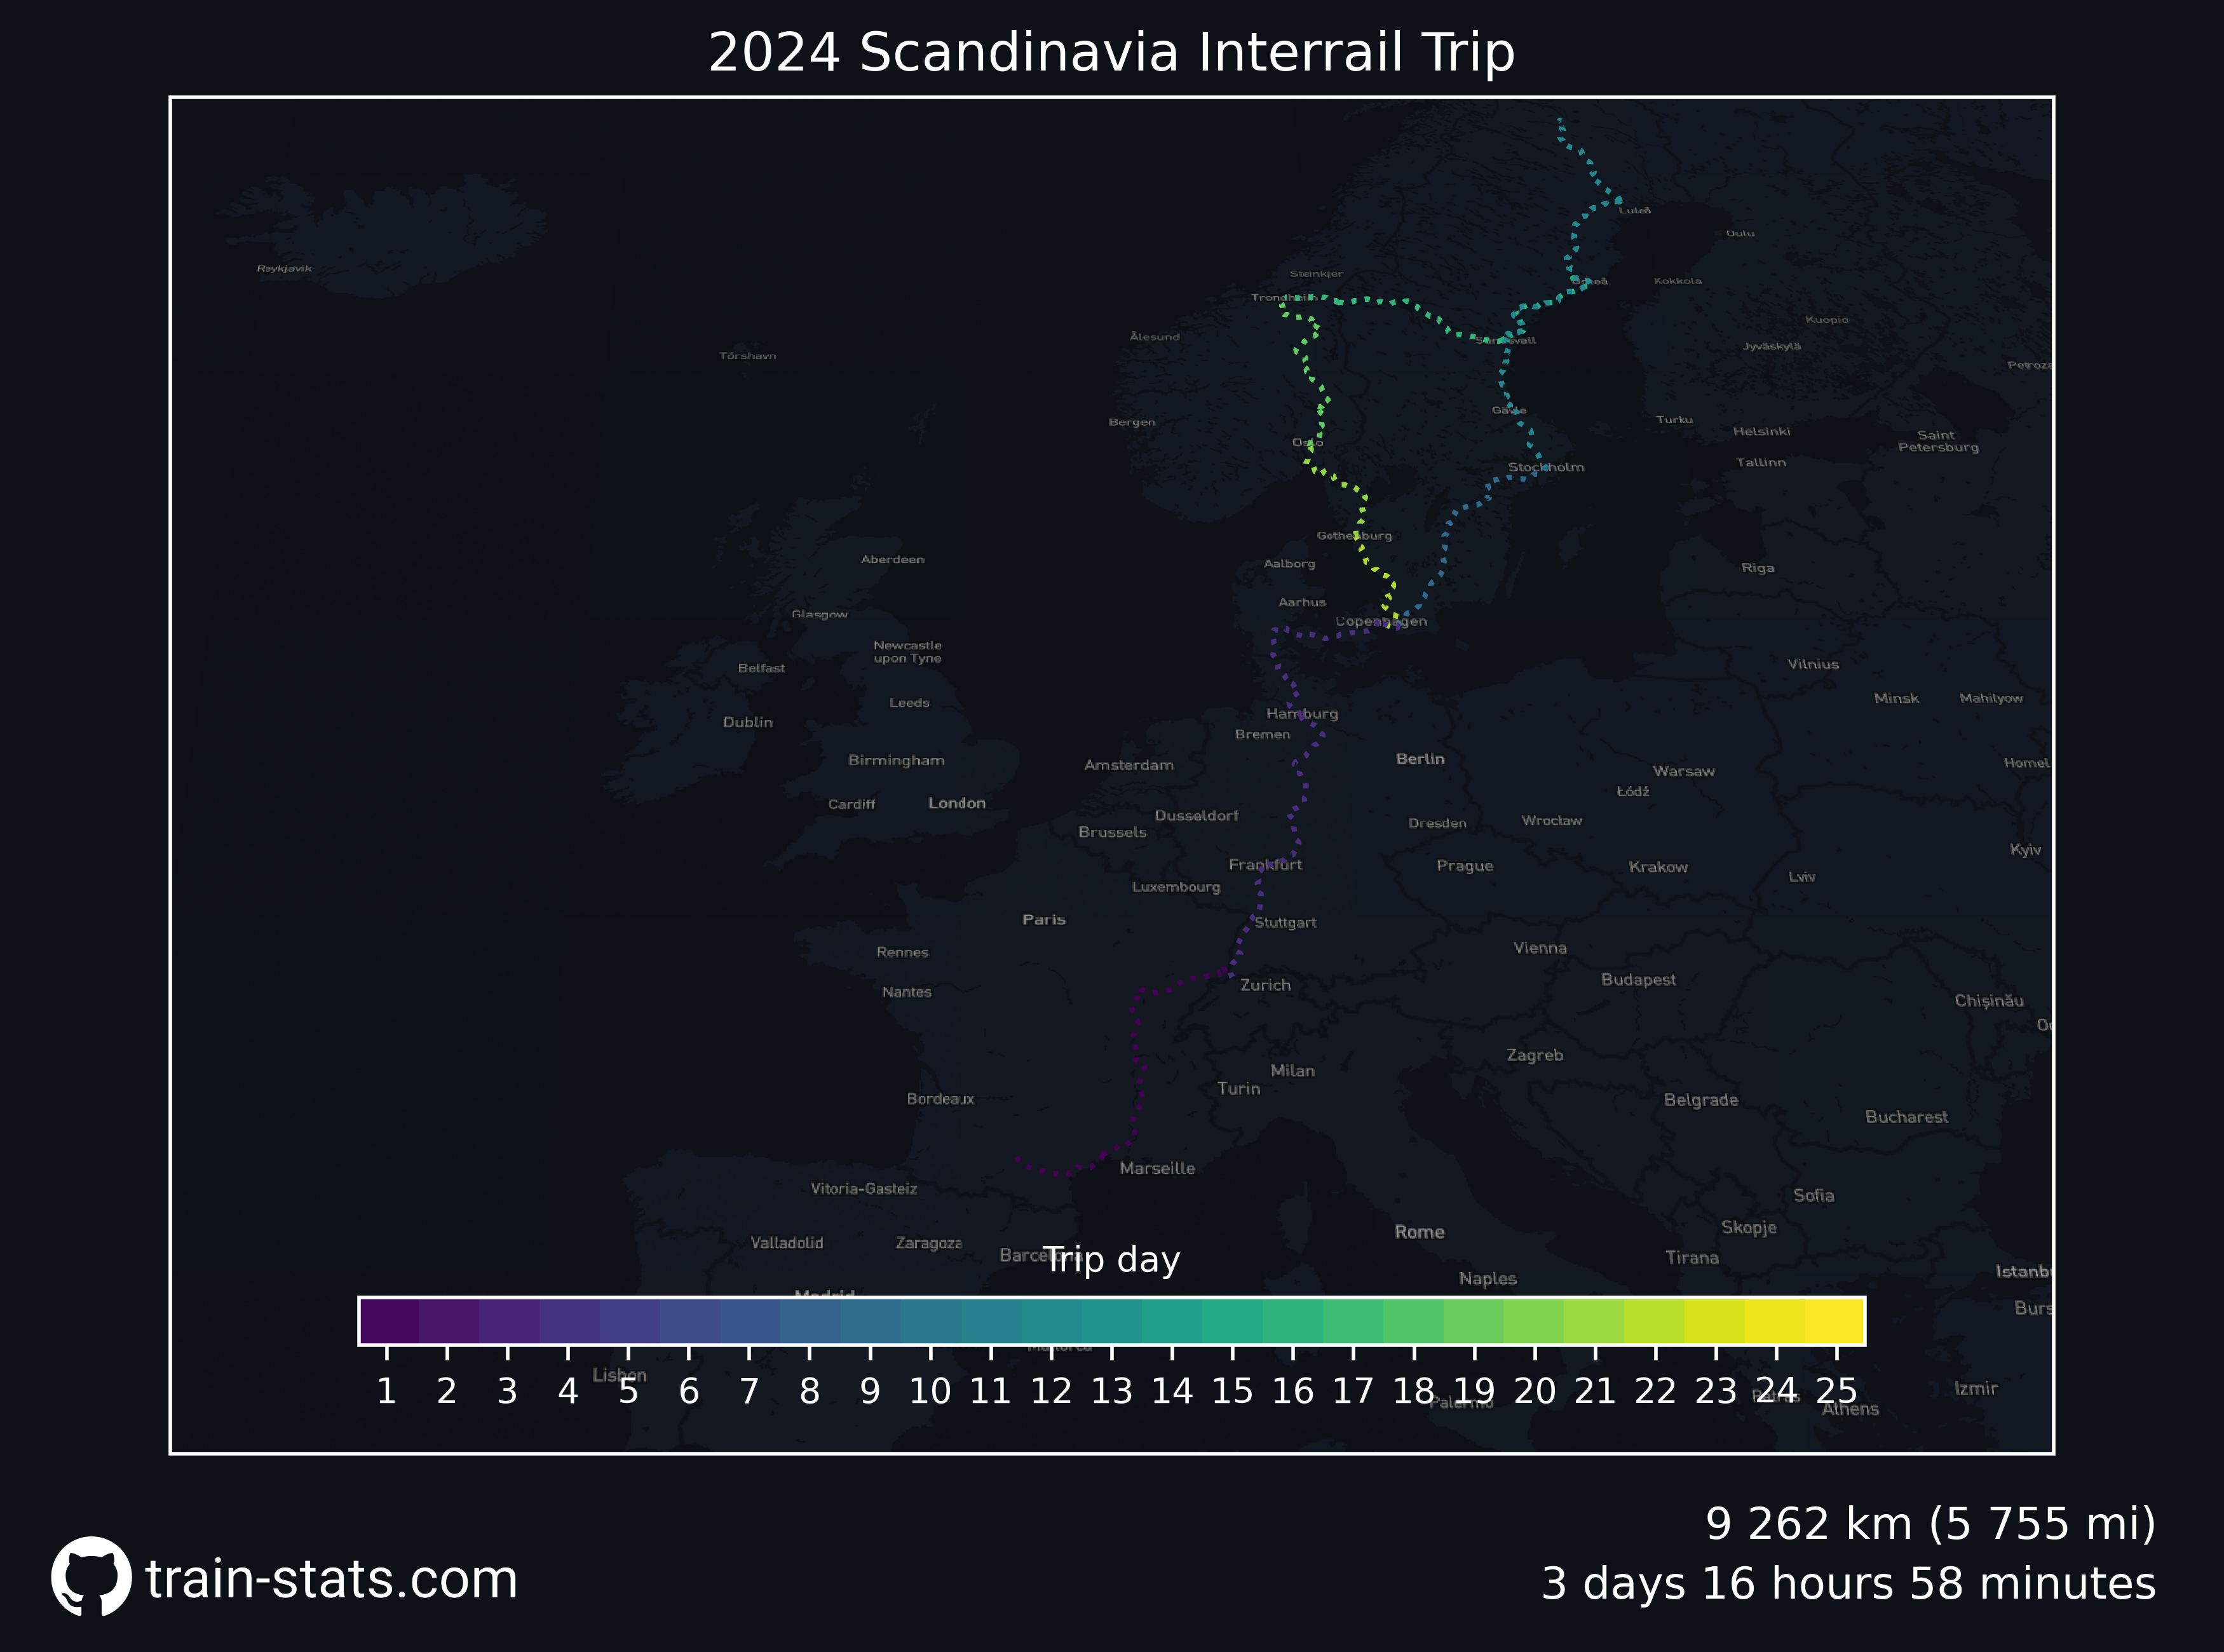 2024 Scandinavia Interrail Trip
Luleå
Oulu
Reykjavik
Steinkjer
Umeå
Kokkola
Trondheim
Kuopio
Ålesund
Sundsvall
Jyväskylä
Tórshavn
Petroza
Gävle
Bergen
Turku
Helsinki
Saint
Petersburg
Oslo
Tallinn
Stockholm
Gothenburg
Aberdeen
Aalborg
Riga
Aarhus
Glasgow
Copenhagen
Newcastle
upon Tyne
Belfast
Vilnius
Leeds
Minsk
Mahilyow
Dublin
Hamburg
Bremen
Birmingham
Amsterdam
Berlin
Homel
Warsaw
Łódź
Cardiff
London
Dusseldorf
Dresden
Wrocław
Brussels
Kyiv
Frankfurt
Prague
Krakow
Lviv
Luxembourg
Paris
Stuttgart
Rennes
Vienna
Nantes
Zurich
Budapest
Chișinău
Zagreb
Milan
Turin
Bordeaux
Belgrade
Bucharest
Marseille
Vitoria-Gasteiz
Sofia
Skopje
Rome
Valladolid
Zaragoza
Barcelona
Trip day
Tirana
Naples
Istanbu
Madrid
Burs
Mallorca
Lisbon
1 2 3 4 5 6 7 8 9 10 11 12 13 14 15 16 17 18 19 20 21 22 23 24 25
Izmir
Palermo
Patras
Athens
9 262 km (5 755 mi)
train-stats.com
3 days 16 hours 58 minutes